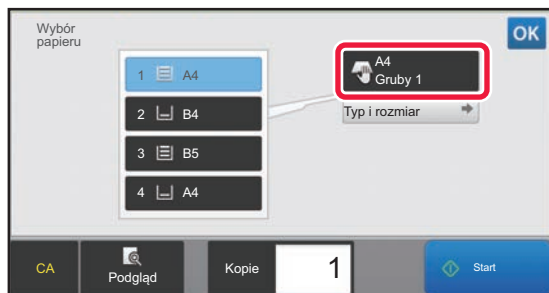 Wybór
papieru
OK
1 A4
2 B4
3 B5
4 A4
A4
Gruby 1
Typ i rozmiar
CA
Podgląd
Kopie
1
Start